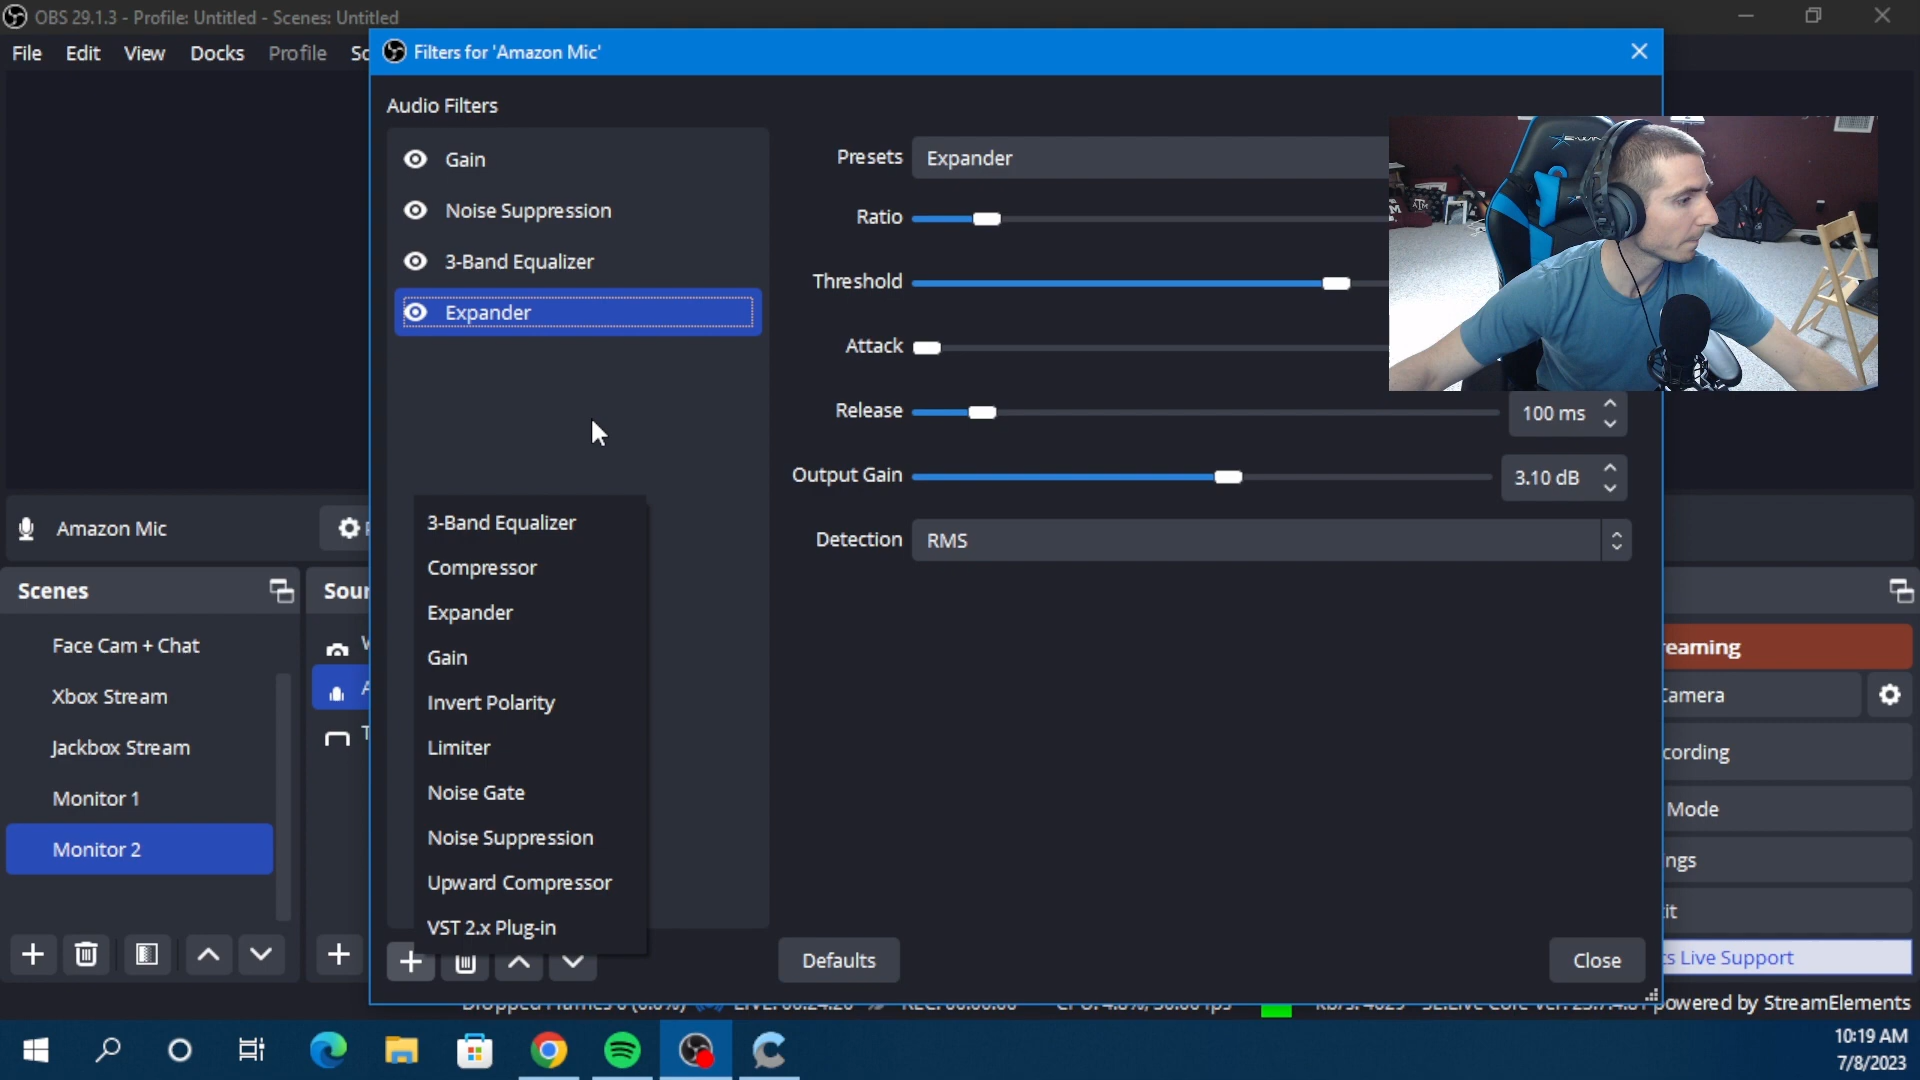 OBS 29.1.3 - Profile: Untitled - Scenes: Untitled
File Edit View Docks Profile Sc
Filters for 'Amazon Mic'
Audio Filters
Gain
Noise Suppression
3-Band Equalizer
Expander
Presets Expander
Ratio
Threshold
Attack
Release 100 ms
Output Gain 3.10 dB
Detection RMS
3-Band Equalizer
Compressor
Expander
Gain
Invert Polarity
Limiter
Noise Gate
Noise Suppression
Upward Compressor
VST 2.x Plug-in
Defaults
Close
Amazon Mic
Scenes
Sour
Face Cam + Chat
Xbox Stream
Jackbox Stream
Monitor 1
Monitor 2
eaming
amera
cording
Mode
ngs
it
s Live Support
powered by StreamElements
10:19 AM
7/8/2023